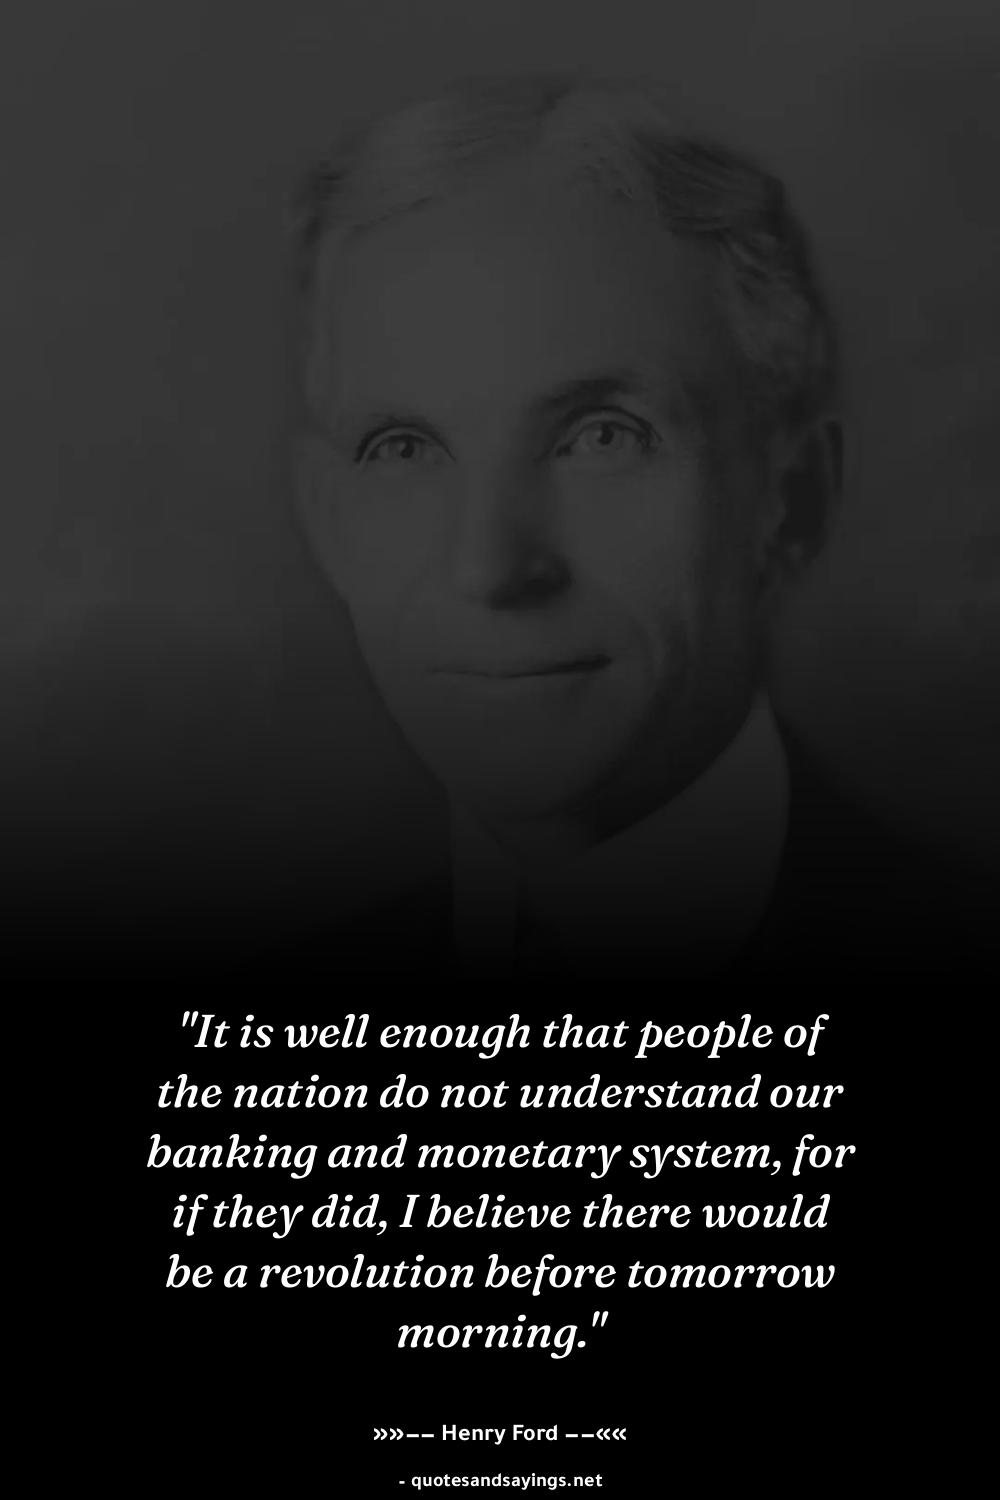 "It is well enough that people of
the nation do not understand our
banking and monetary system, for
if they did, I believe there would
be a revolution before tomorrow
morning."
»»–– Henry Ford ––««
- quotesandsayings.net